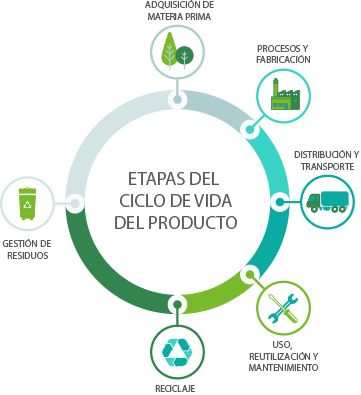 ADQUISICIÓN DE
MATERIA PRIMA
PROCESOS Y
FABRICACIÓN
DISTRIBUCIÓN Y
TRANSPORTE
ETAPAS DEL
CICLO DE VIDA
DEL PRODUCTO
GESTIÓN DE
RESIDUOS
USO,
REUTILIZACIÓN Y
MANTENIMIENTO
RECICLAJE